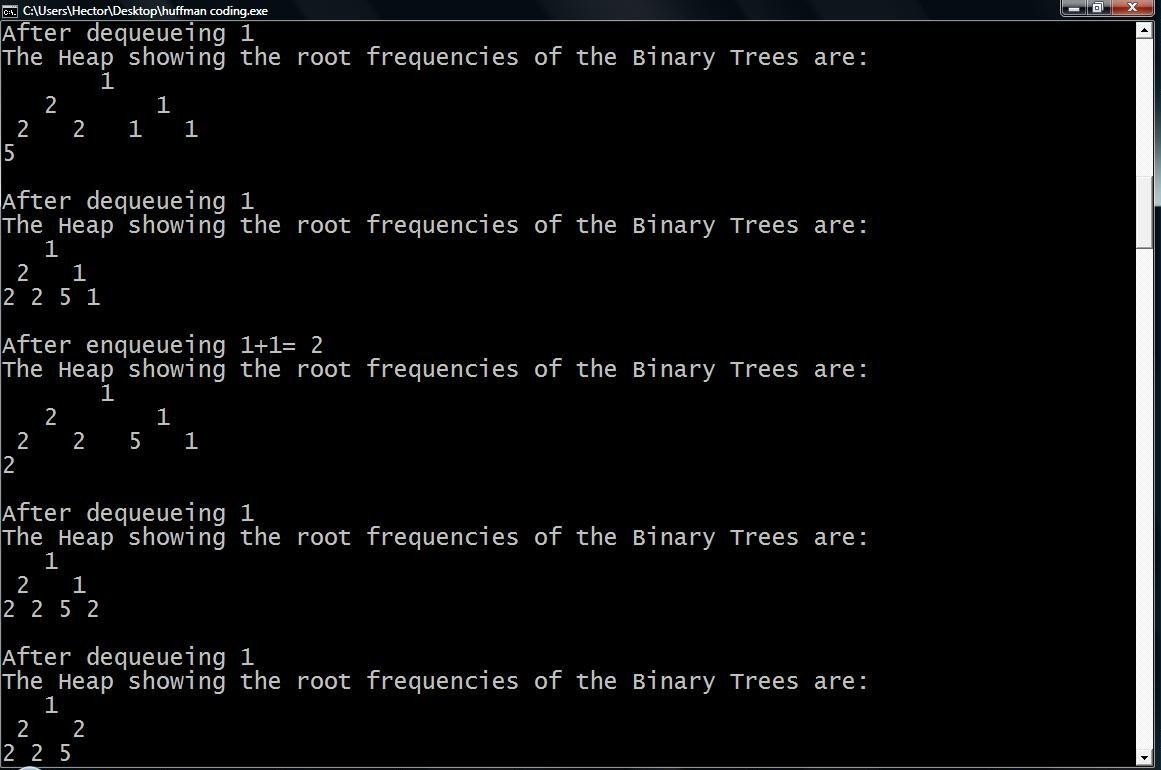 C:\Users\Hector\Desktop\huffman coding.exe
After dequeueing 1
The Heap showing the root frequencies of the Binary Trees are:
1
2 1
2 2 1 1
5
After dequeueing 1
The Heap showing the root frequencies of the Binary Trees are:
1
2 1
2 2 5 1
After enqueueing 1+1= 2
The Heap showing the root frequencies of the Binary Trees are:
1
2 1
2 2 5 1
2
After dequeueing 1
The Heap showing the root frequencies of the Binary Trees are:
1
2 1
2 2 5 2
After dequeueing 1
The Heap showing the root frequencies of the Binary Trees are:
1
2 2
2 2 5